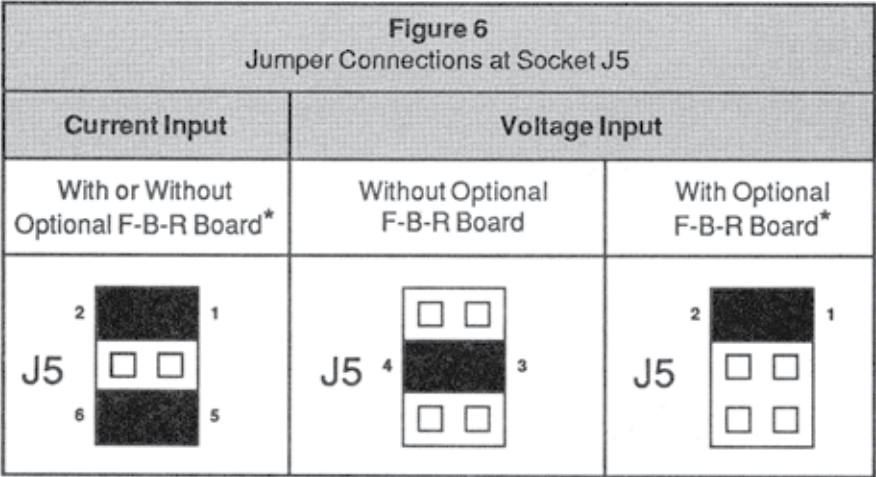 Figure 6
Jumper Connections at Socket J5
Current Input
Voltage Input
With or Without
Optional F-B-R Board*
Without Optional
F-B-R Board
With Optional
F-B-R Board*
2 1
J5
6 5
J5 4 3
2 1
J5